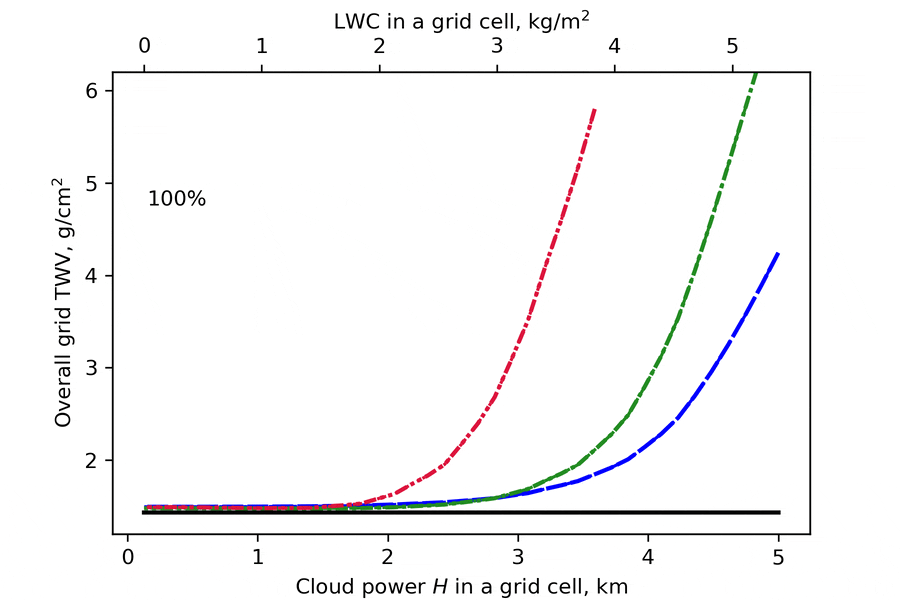 LWC in a grid cell, kg/m²
0 1 2 3 4 5
Overall grid TWV, g/cm²
6
5
4
3
2
100%
0 1 2 3 4 5
Cloud power H in a grid cell, km